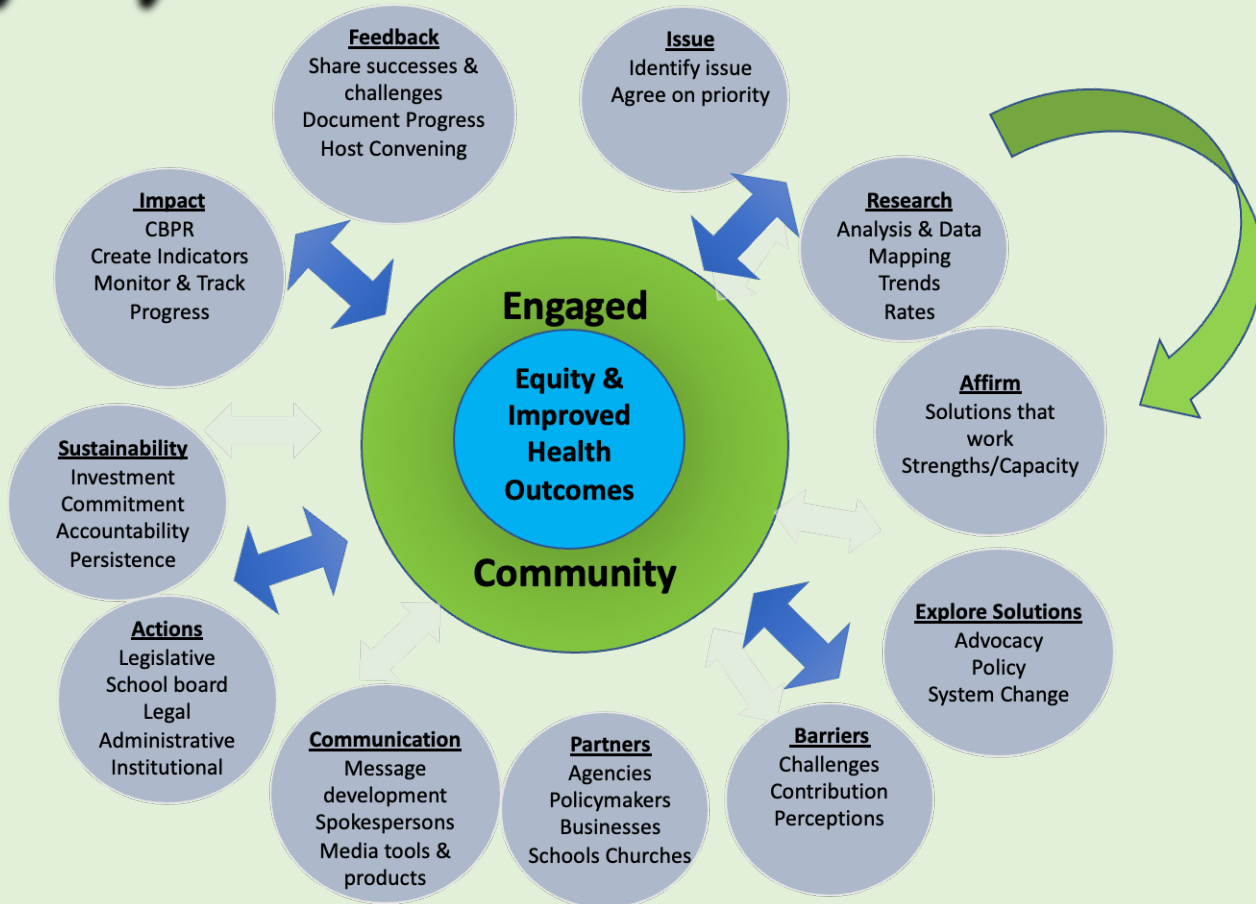 Feedback
Share successes &
challenges
Document Progress
Host Convening
Issue
Identify issue
Agree on priority
Research
Analysis & Data
Mapping
Trends
Rates
Affirm
Solutions that
work
Strengths/Capacity
Explore Solutions
Advocacy
Policy
System Change
Barriers
Challenges
Contribution
Perceptions
Partners
Agencies
Policymakers
Businesses
Schools Churches
Communication
Message
development
Spokespersons
Media tools &
products
Actions
Legislative
School board
Legal
Administrative
Institutional
Sustainability
Investment
Commitment
Accountability
Persistence
Impact
CBPR
Create Indicators
Monitor & Track
Progress
Engaged
Equity &
Improved
Health
Outcomes
Community